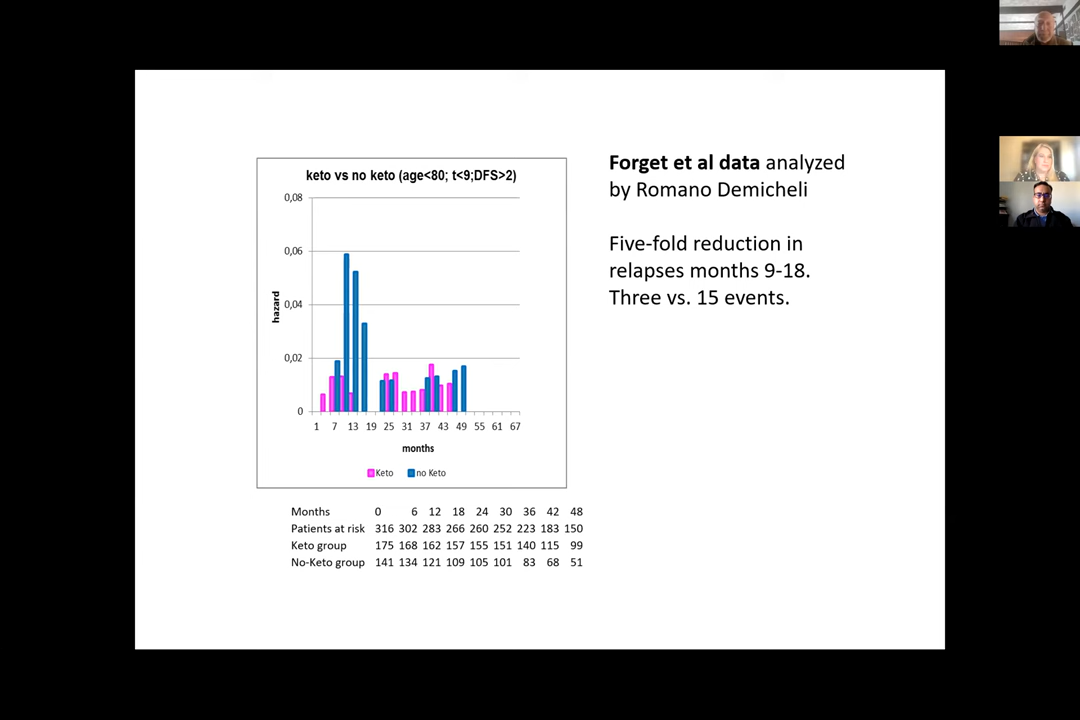 keto vs no keto (age<80; t<9;DFS>2)
0,08
0,06
0,04
0,02
0
hazard
1 7 13 19 25 31 37 43 49 55 61 67
months
Keto no Keto
Months 0 6 12 18 24 30 36 42 48
Patients at risk 316 302 283 266 260 252 223 183 150
Keto group 175 168 162 157 155 151 140 115 99
No-Keto group 141 134 121 109 105 101 83 68 51
Forget et al data analyzed
by Romano Demicheli
Five-fold reduction in
relapses months 9-18.
Three vs. 15 events.